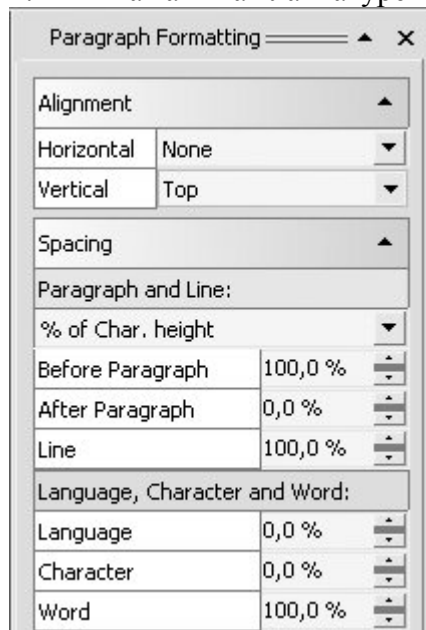 Paragraph Formatting
Alignment
Horizontal None
Vertical Top
Spacing
Paragraph and Line:
% of Char. height
Before Paragraph 100,0 %
After Paragraph 0,0 %
Line 100,0 %
Language, Character and Word:
Language 0,0 %
Character 0,0 %
Word 100,0 %